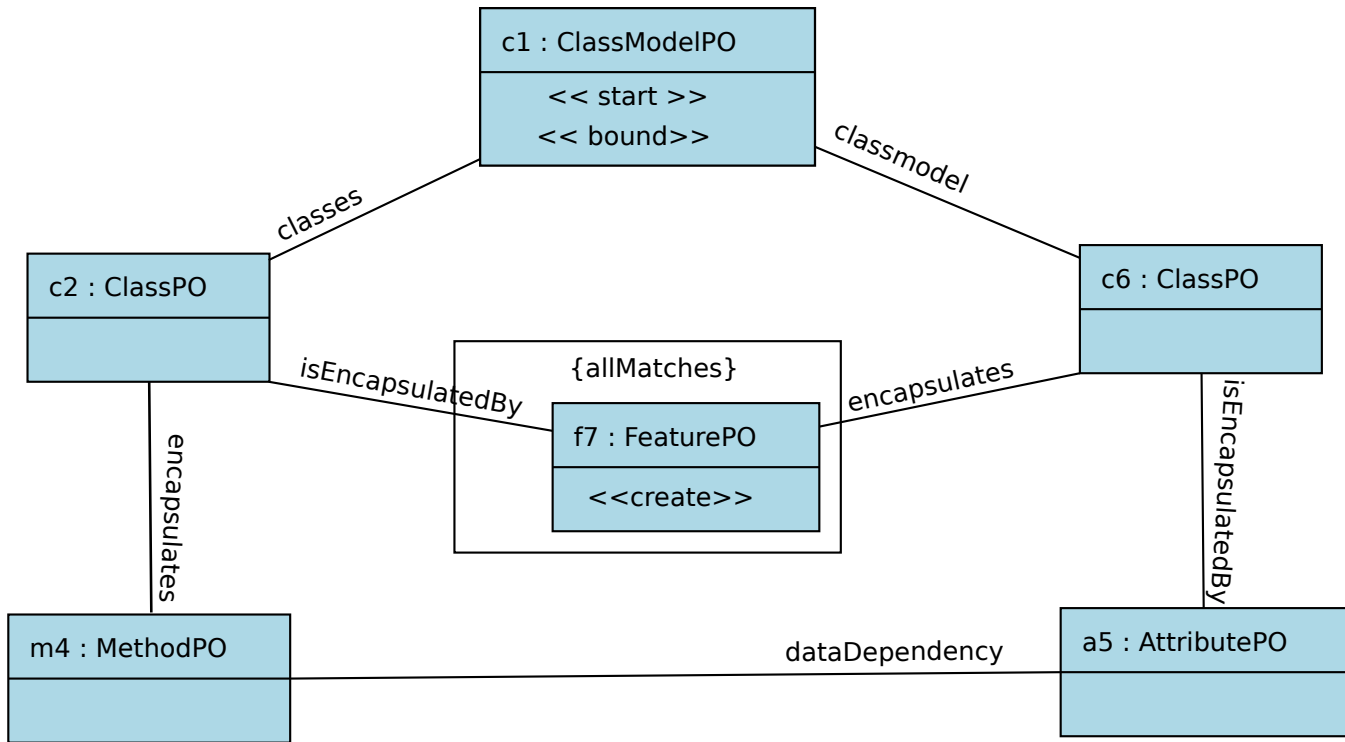 c1 : ClassModelPO
<< start >>
<< bound>>
classes
classmodel
c2 : ClassPO
c6 : ClassPO
isEncapsulatedBy
{allMatches}
encapsulates
f7 : FeaturePO
<<create>>
encapsulates
isEncapsulatedBy
m4 : MethodPO
dataDependency
a5 : AttributePO